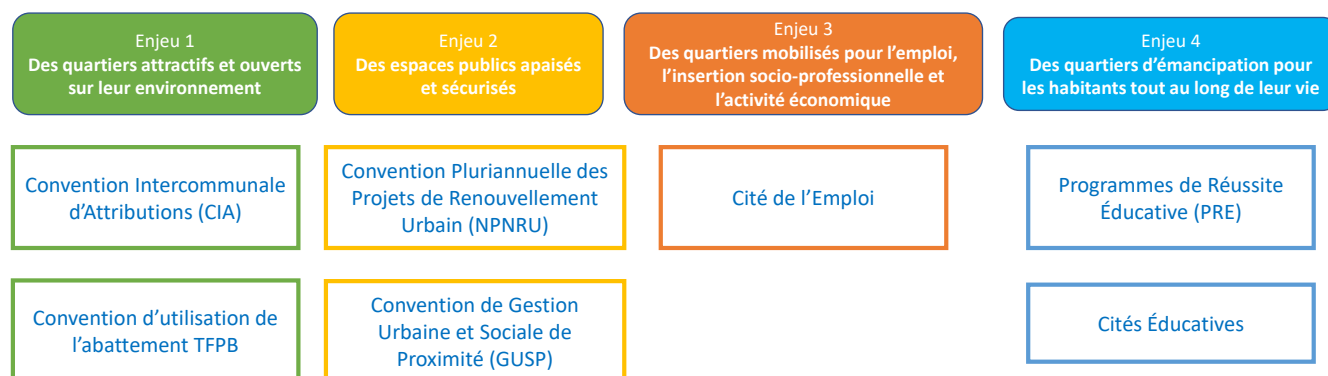 Enjeu 1
Des quartiers attractifs et ouverts
sur leur environnement
Enjeu 2
Des espaces publics apaisés
et sécurisés
Enjeu 3
Des quartiers mobilisés pour l’emploi,
l’insertion socio-professionnelle et
l’activité économique
Enjeu 4
Des quartiers d’émancipation pour
les habitants tout au long de leur vie
Convention Intercommunale
d’Attributions (CIA)
Convention Pluriannuelle des
Projets de Renouvellement
Urbain (NPNRU)
Cité de l’Emploi
Programmes de Réussite
Éducative (PRE)
Convention d’utilisation de
l’abattement TFPB
Convention de Gestion
Urbaine et Sociale de
Proximité (GUSP)
Cités Éducatives